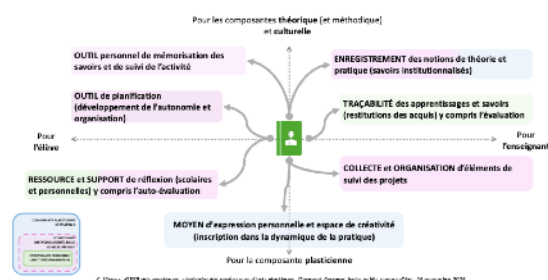 Pour les composantes théorique (et méthodique)
et culturelle
OUTIL personnel de mémorisation des
savoirs et de suivi de l'activité
ENREGISTREMENT des notions de théorie et
pratique (savoirs institutionnalisés)
OUTIL de planification
(développement de l'autonomie et
organisation)
TRAÇABILITÉ des apprentissages et savoirs
(restitutions des acquis) y compris l'évaluation
Pour
l'élève
Pour
l'enseignant
RESSOURCE et SUPPORT de réflexion (scolaires
et personnelles) y compris l'auto-évaluation
COLLECTE et ORGANISATION d'éléments de
suivi des projets
MOYEN d'expression personnelle et espace de créativité
(inscription dans la dynamique de la pratique)
Pour la composante plasticienne